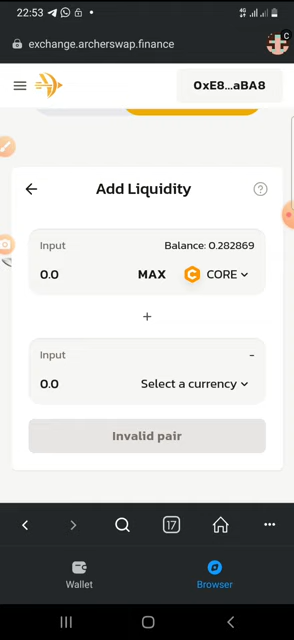 22:53
exchange.archerswap.finance
C
0xE8...aBA8
Add Liquidity
?
Input
Balance: 0.282869
0.0
MAX
CORE
+
Input
-
0.0
Select a currency
Invalid pair
17
Wallet
Browser